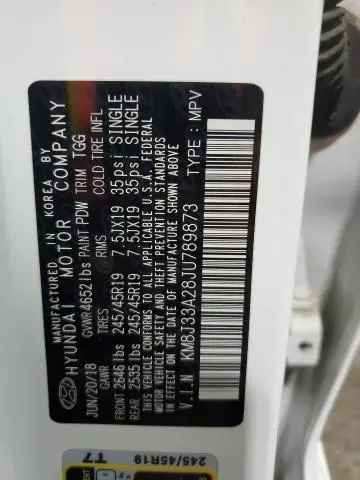 MANUFACTURED IN KOREA BY
HYUNDAI MOTOR COMPANY
JUN/20/18 GVWR4652lbs PAINT PDW TRIM TGG
GAWR TIRES RIMS COLD TIRE INFL
FRONT 2646lbs 245/45R19 7.5JX19 35psi SINGLE
REAR 2535lbs 245/45R19 7.5JX19 35psi SINGLE
THIS VEHICLE CONFORMS TO ALL APPLICABLE U.S.A. FEDERAL
MOTOR VEHICLE SAFETY, BUMPER, AND THEFT PREVENTION
STANDARDS IN EFFECT ON THE DATE OF MANUFACTURE SHOWN ABOVE.
V.I.N KM8J33A28JU789873 TYPE: MPV
245/45R19
T7